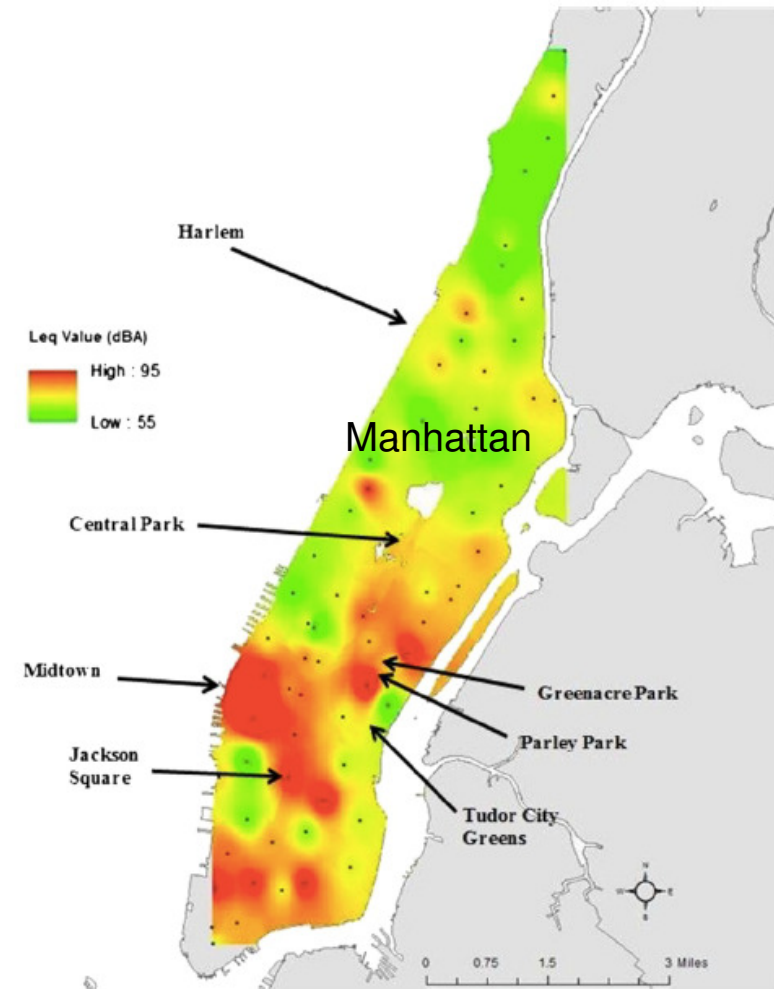 Harlem
Leq Value (dBA)
High : 95
Low : 55
Manhattan
Central Park
Midtown
Greenacre Park
Parley Park
Jackson
Square
Tudor City
Greens
N
W
E
S
0 0.75 1.5 3 Miles